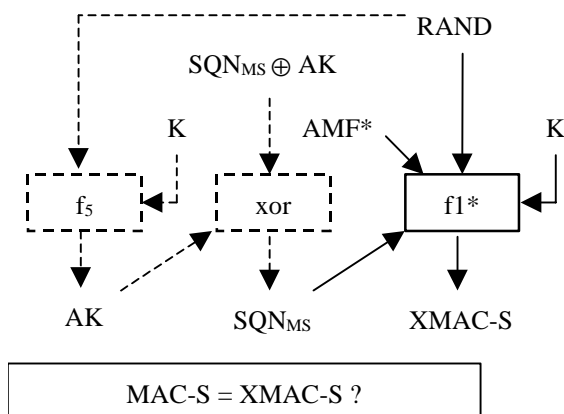 RAND
SQN_MS ⊕ AK
K
AMF*
K
f₅
xor
f1*
AK
SQN_MS
XMAC-S
MAC-S = XMAC-S ?